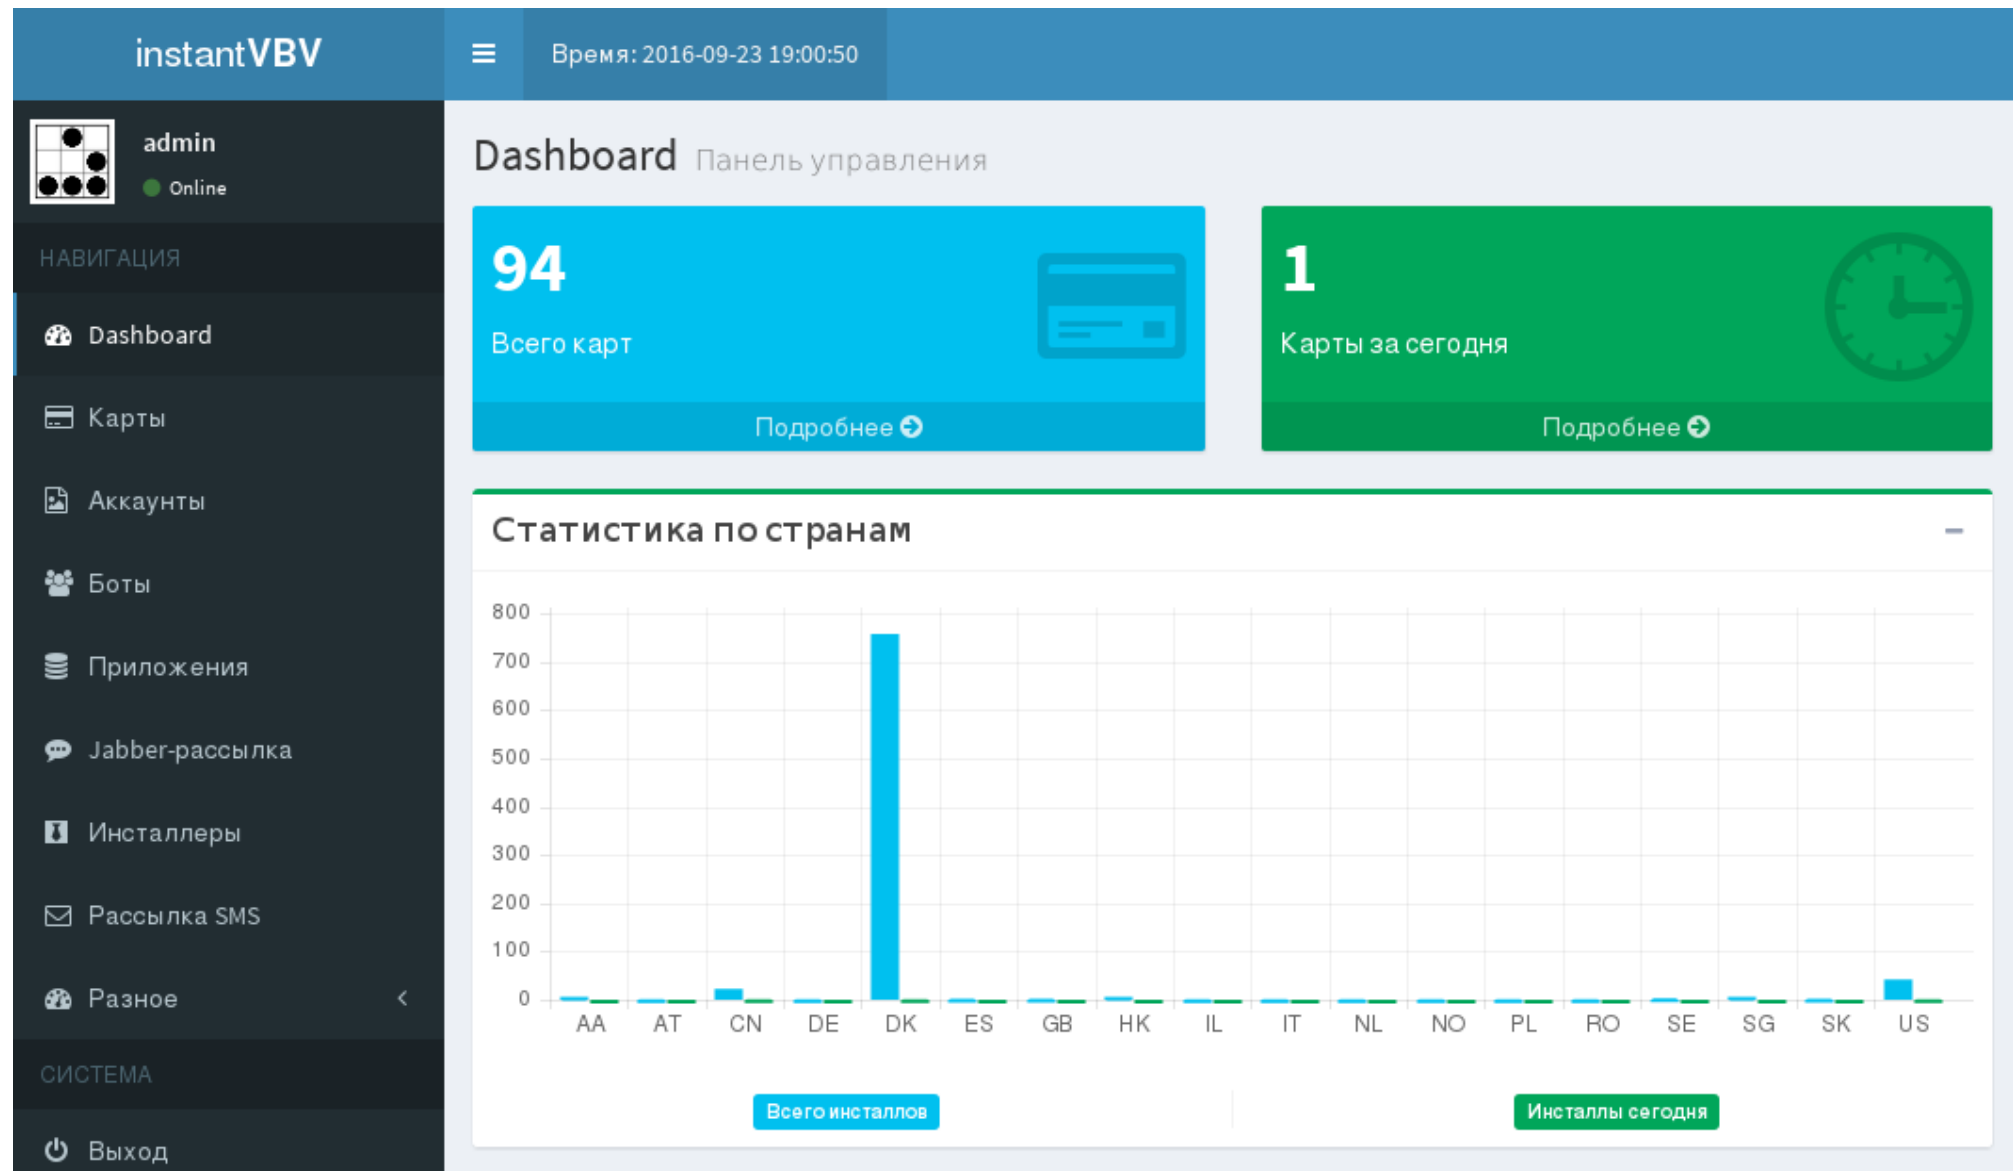 instantVBV
Время: 2016-09-23 19:00:50
admin
Online
НАВИГАЦИЯ
Dashboard
Карты
Аккаунты
Боты
Приложения
Jabber-рассылка
Инсталлеры
Рассылка SMS
Разное
СИСТЕМА
Выход
Dashboard Панель управления
94
Всего карт
Подробнее
1
Карты за сегодня
Подробнее
Статистика по странам
800
700
600
500
400
300
200
100
0
AA AT CN DE DK ES GB HK IL IT NL NO PL RO SE SG SK US
Всего инсталлов
Инсталлы сегодня